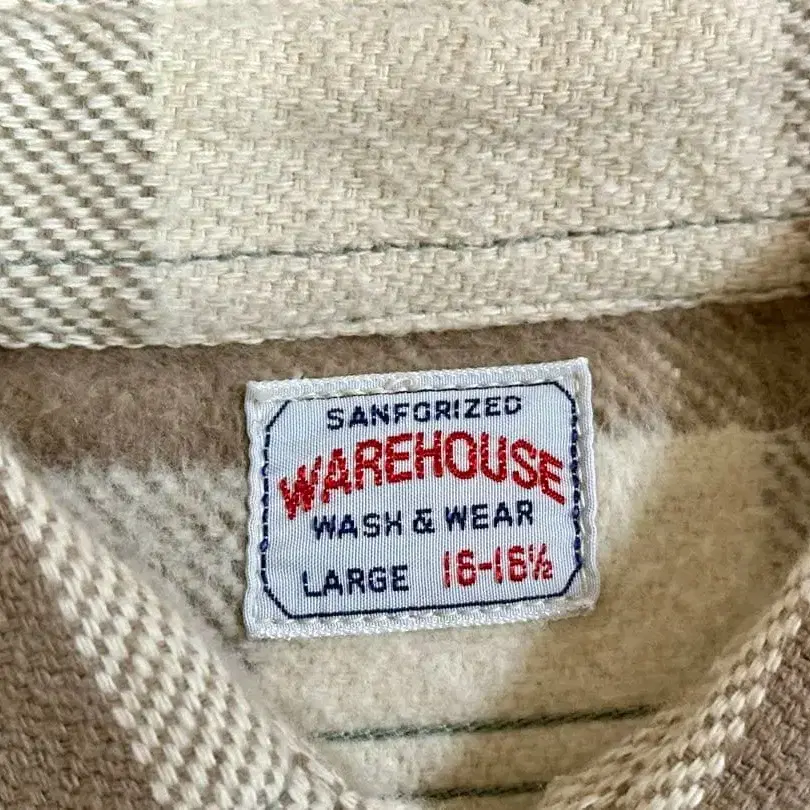 SANFORIZED
WAREHOUSE
WASH & WEAR
LARGE 16-16½